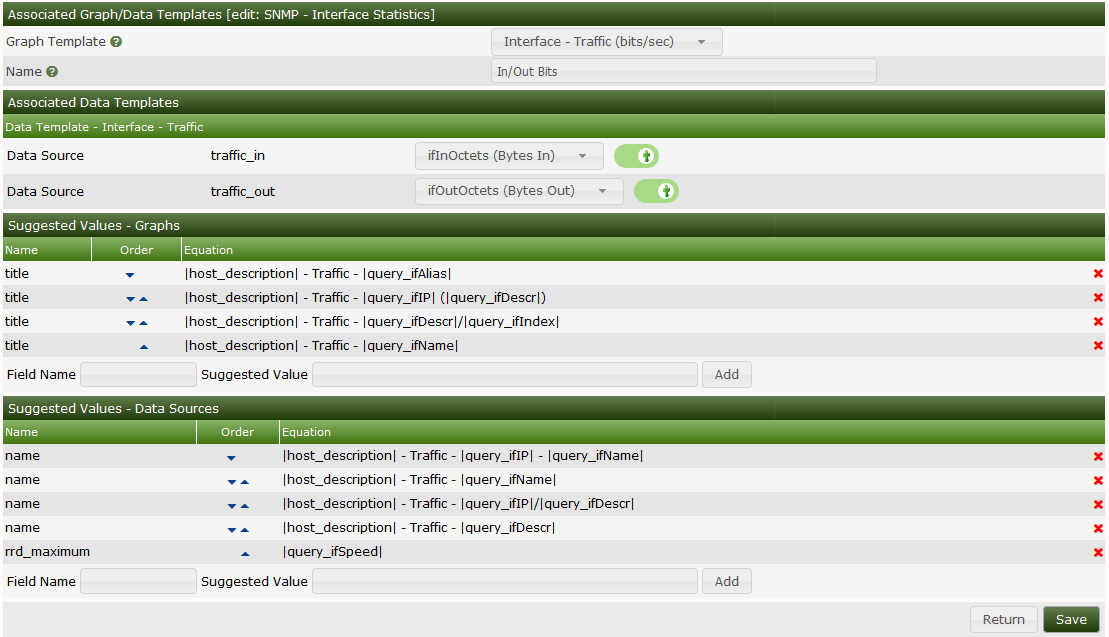 Associated Graph/Data Templates [edit: SNMP - Interface Statistics]
Graph Template ? Interface - Traffic (bits/sec)
Name ? In/Out Bits
Associated Data Templates
Data Template - Interface - Traffic
Data Source traffic_in ifInOctets (Bytes In)
Data Source traffic_out ifOutOctets (Bytes Out)
Suggested Values - Graphs
Name Order Equation
title |host_description| - Traffic - |query_ifAlias|
title |host_description| - Traffic - |query_ifIP| (|query_ifDescr|)
title |host_description| - Traffic - |query_ifDescr|/|query_ifIndex|
title |host_description| - Traffic - |query_ifName|
Field Name Suggested Value Add
Suggested Values - Data Sources
Name Order Equation
name |host_description| - Traffic - |query_ifIP| - |query_ifName|
name |host_description| - Traffic - |query_ifName|
name |host_description| - Traffic - |query_ifIP|/|query_ifDescr|
name |host_description| - Traffic - |query_ifDescr|
rrd_maximum |query_ifSpeed|
Field Name Suggested Value Add
Return Save